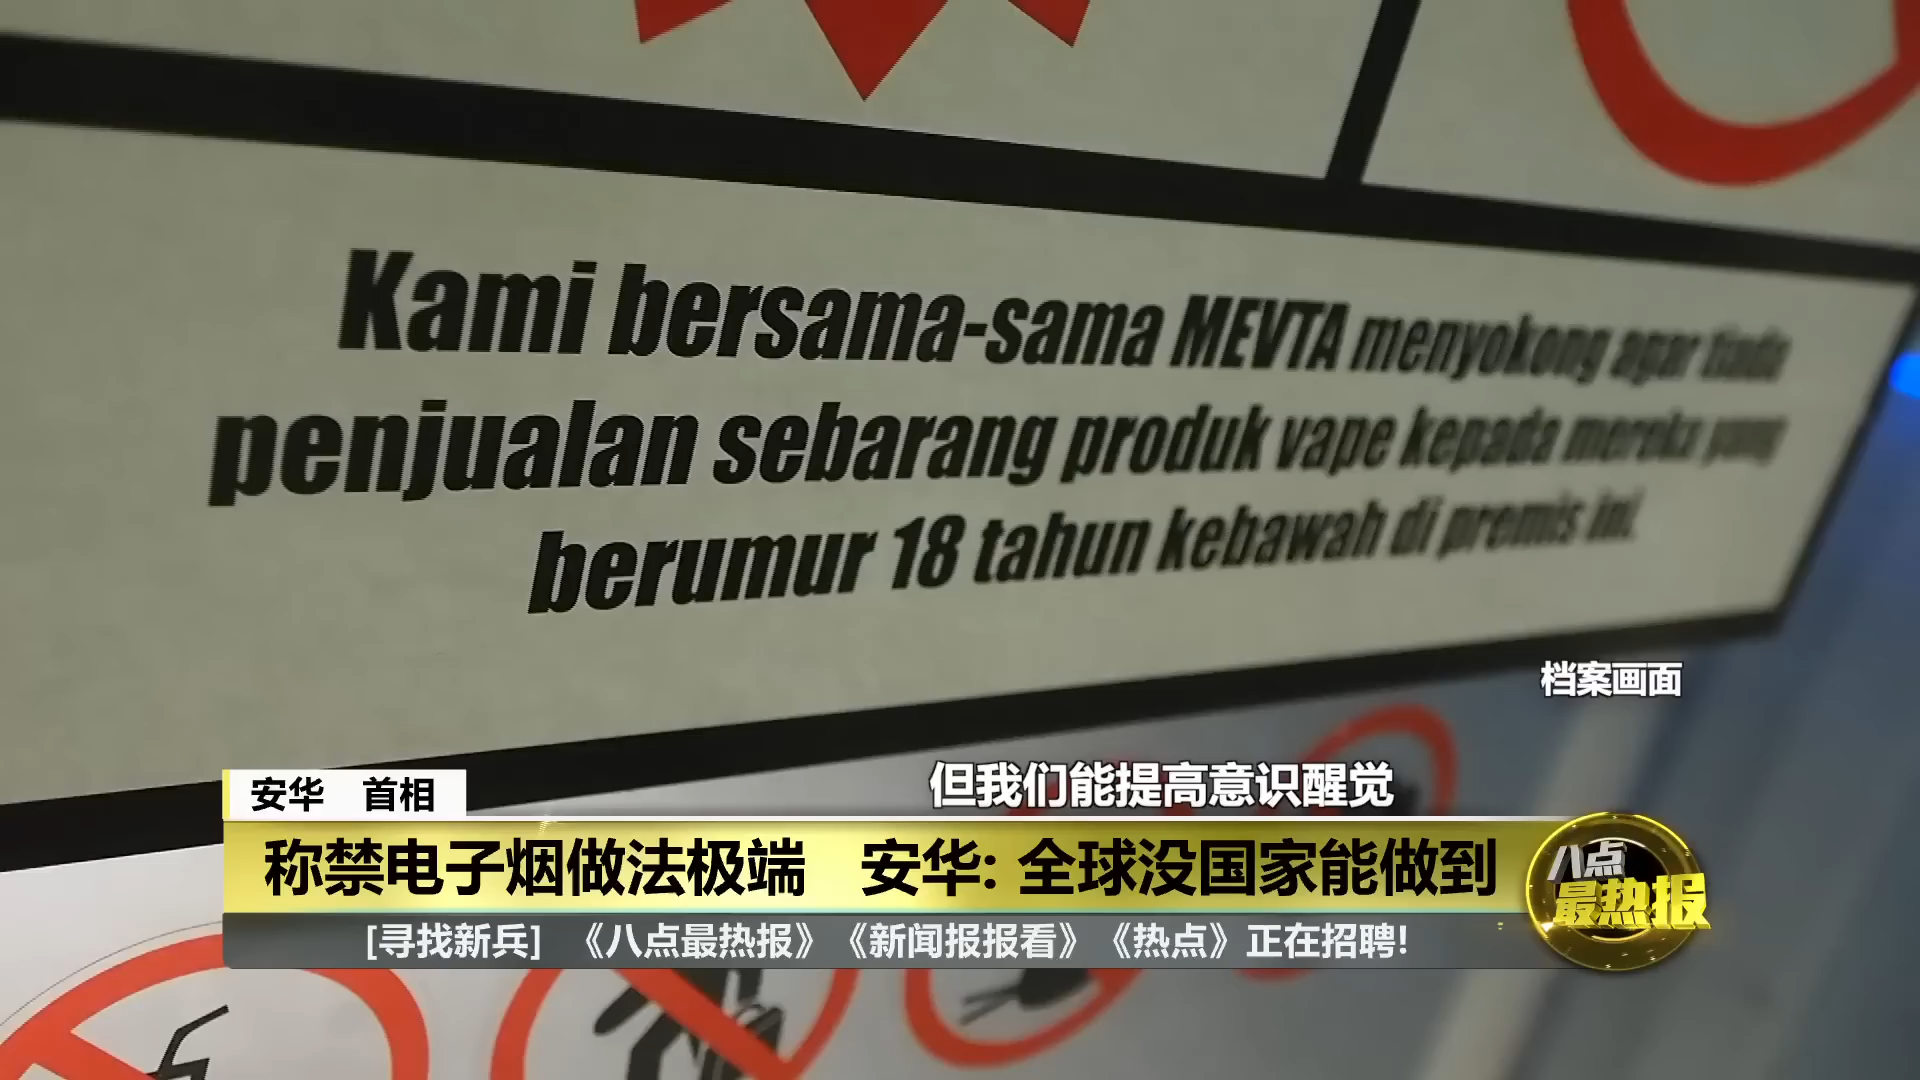 Kami bersama-sama MEVTA menyokong agar tiada
penjualan sebarang produk vape kepada mereka yang
berumur 18 tahun kebawah di premis ini.
档案画面
但我们能提高意识醒觉
安华 首相
称禁电子烟做法极端 安华: 全球没国家能做到
八点
最热报
[寻找新兵] 《八点最热报》《新闻报报看》《热点》正在招聘!